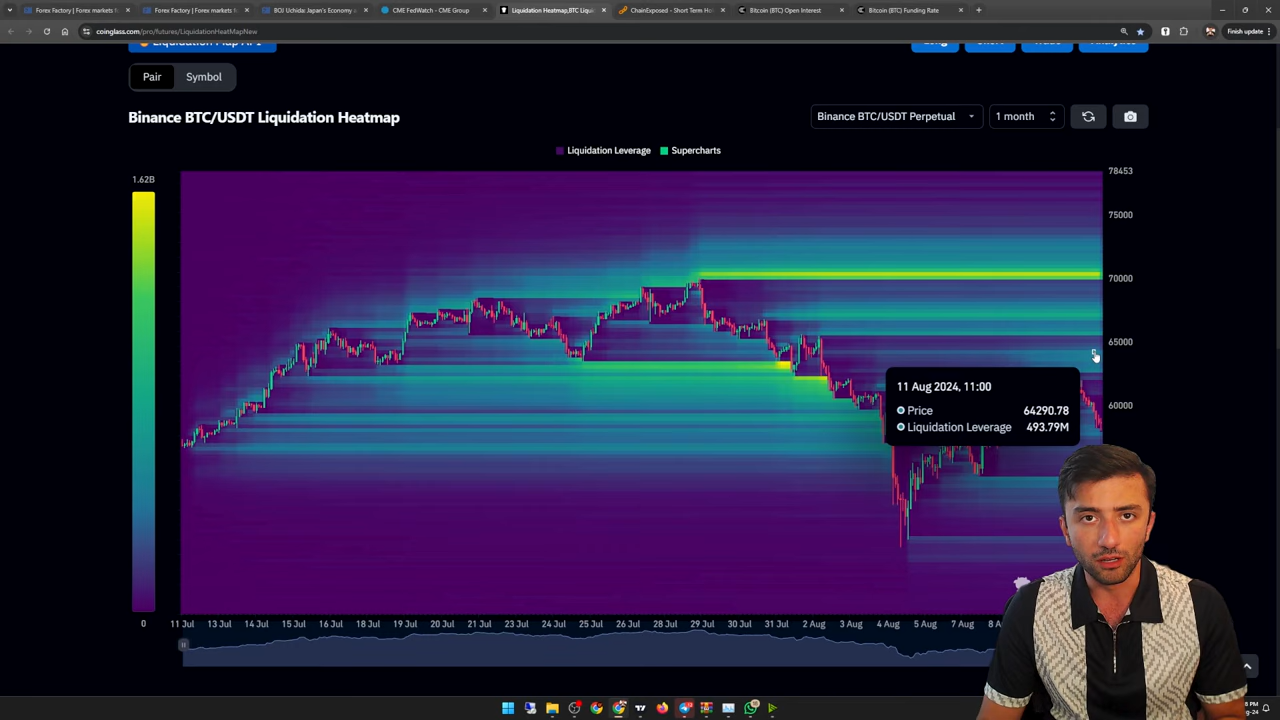 Forex Factory | Forex markets f
Forex Factory | Forex markets f
BOJ Uchida: Japan's Economy
CME FedWatch - CME Group
Liquidation Heatmap,BTC Liqui
ChainExposed - Short Term Ho
Bitcoin (BTC) Open Interest
Bitcoin (BTC) Funding Rate
coinglass.com/pro/futures/LiquidationHeatMapNew
Finish update
Liquidation Map API
Pair
Symbol
Binance BTC/USDT Liquidation Heatmap
Binance BTC/USDT Perpetual
1 month
Liquidation Leverage
Supercharts
1.62B
78453
75000
70000
65000
60000
11 Aug 2024, 11:00
Price 64290.78
Liquidation Leverage 493.79M
0
11 Jul 13 Jul 14 Jul 15 Jul 16 Jul 18 Jul 19 Jul 21 Jul 23 Jul 25 Jul 26 Jul 28 Jul 29 Jul 30 Jul 31 Jul 2 Aug 3 Aug 4 Aug 5 Aug 7 Aug 8 A